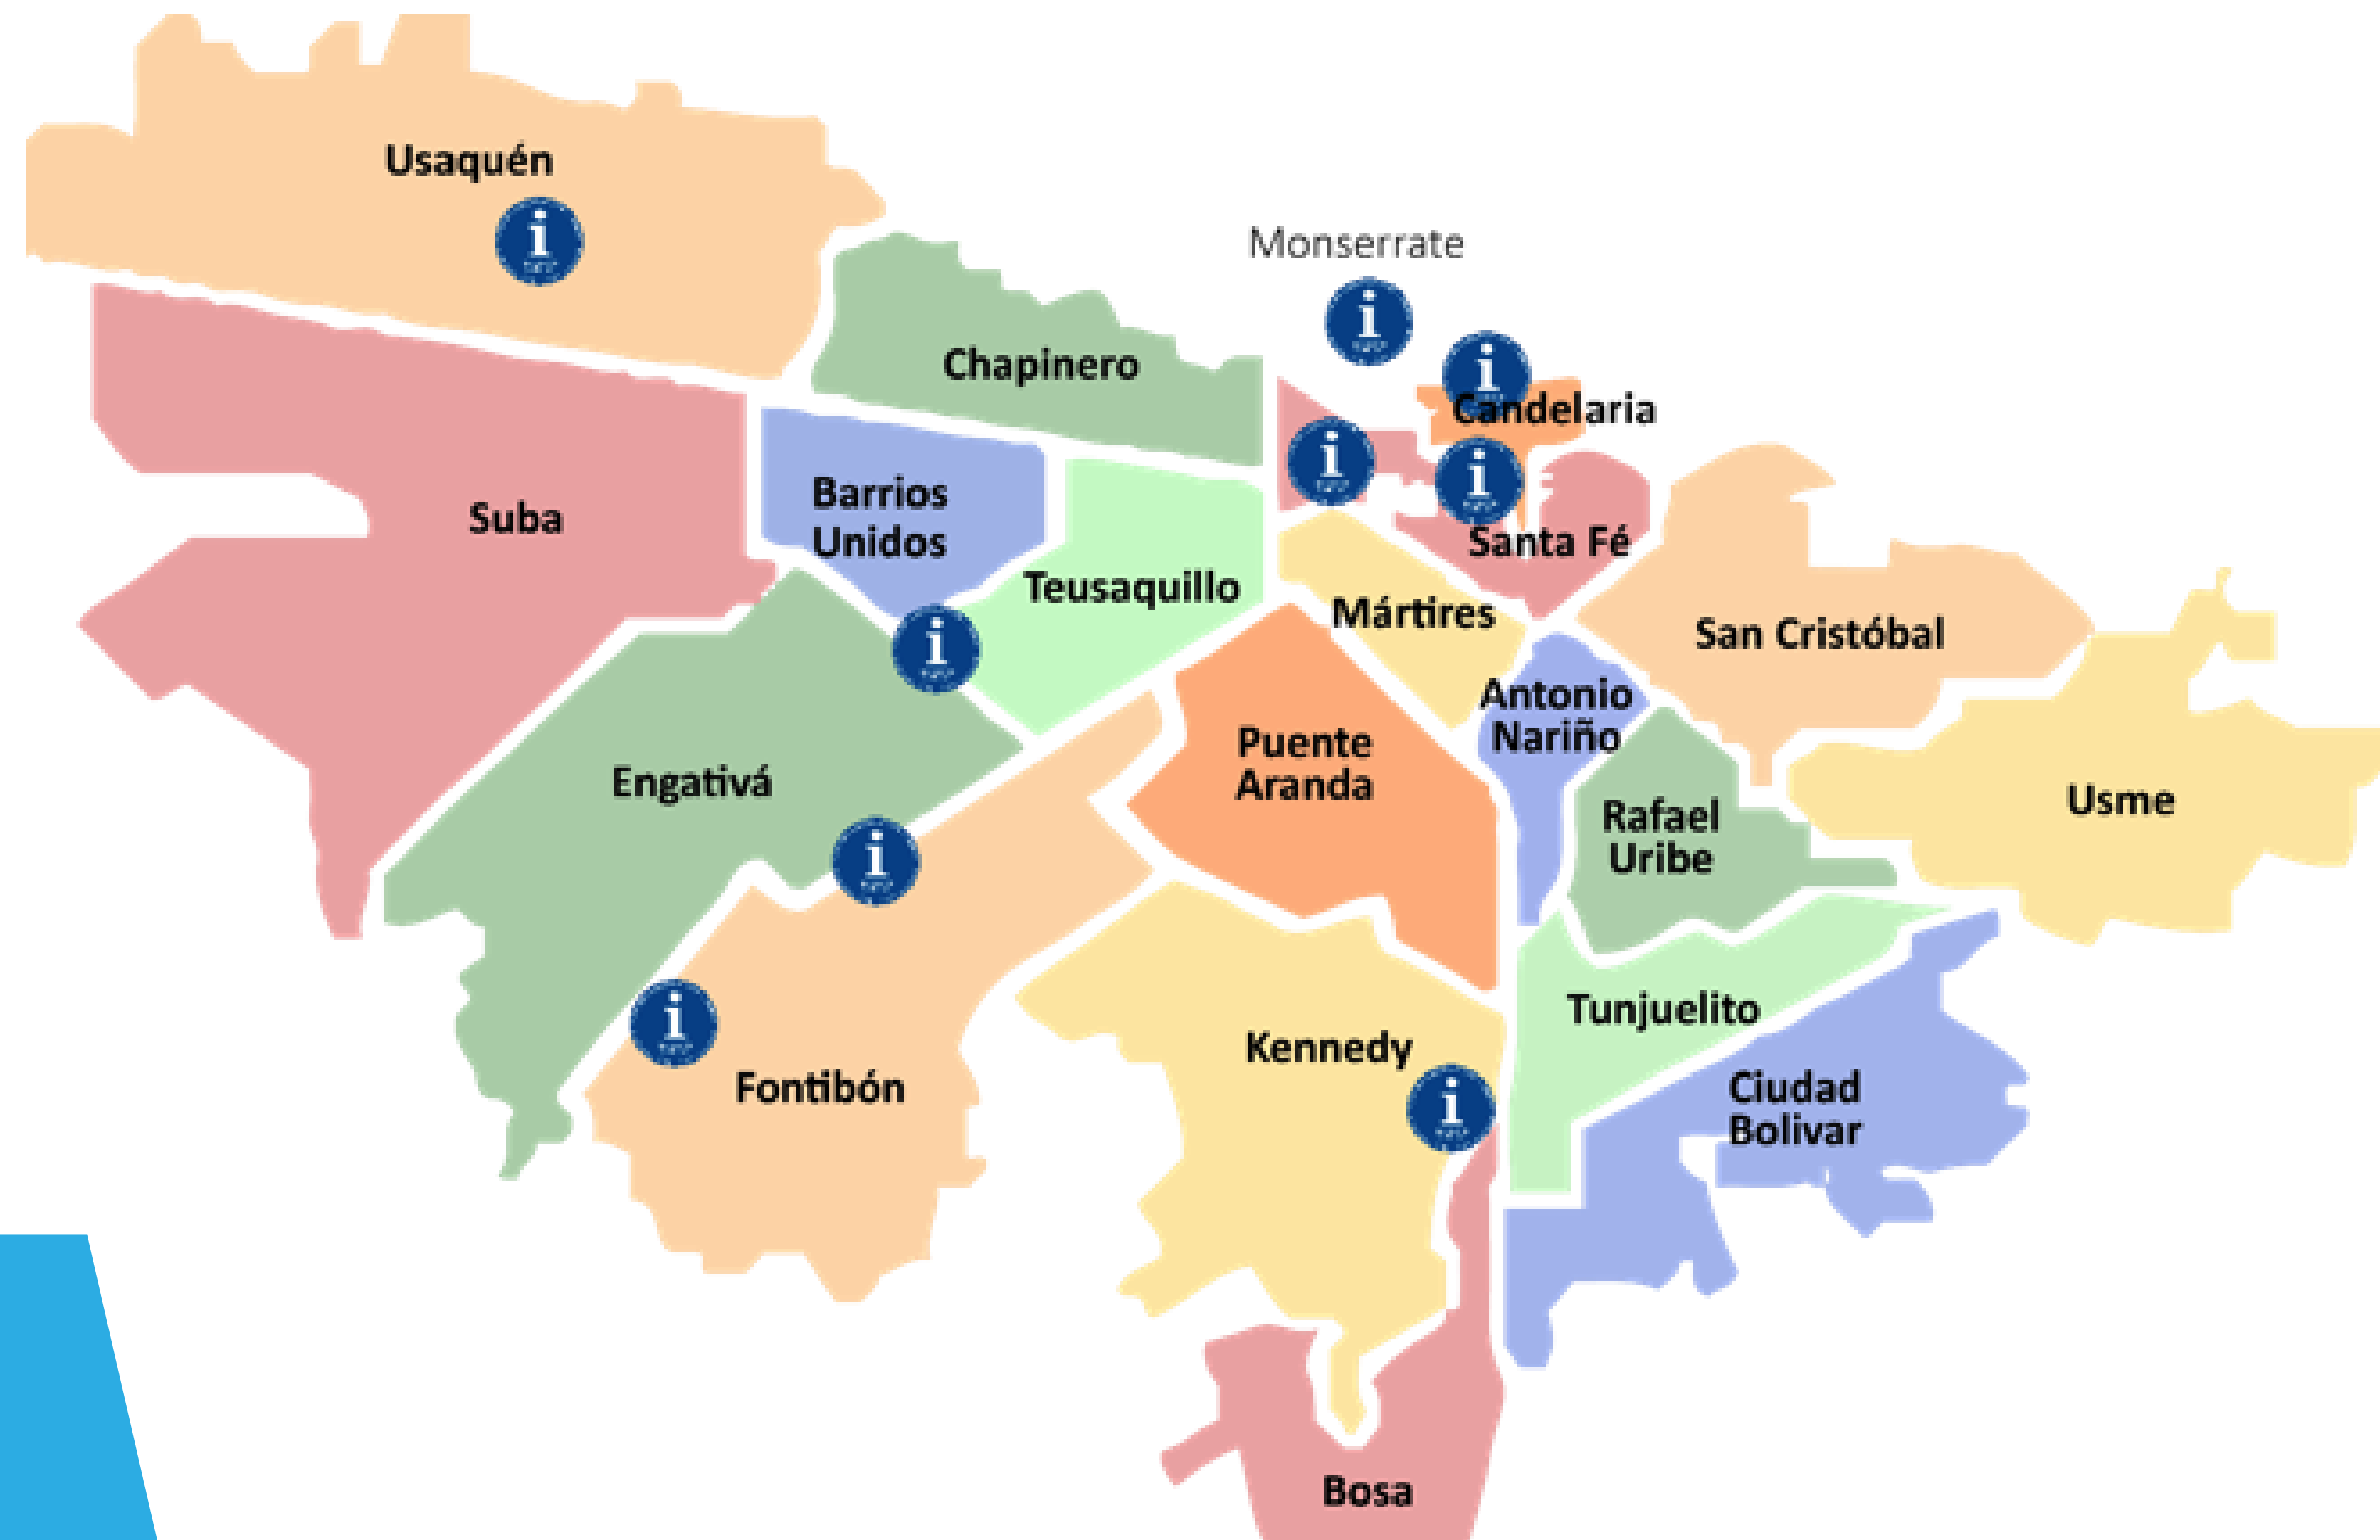 Usaquén
i
Monserrate
i
Chapinero
i
Candelaria
i
i
Suba
Barrios
Unidos
Santa Fé
Teusaquillo
Mártires
San Cristóbal
i
Antonio
Nariño
Puente
Aranda
Engativá
Usme
Rafael
Uribe
i
Tunjuelito
i
Kennedy
Fontibón
i
Ciudad
Bolivar
Bosa